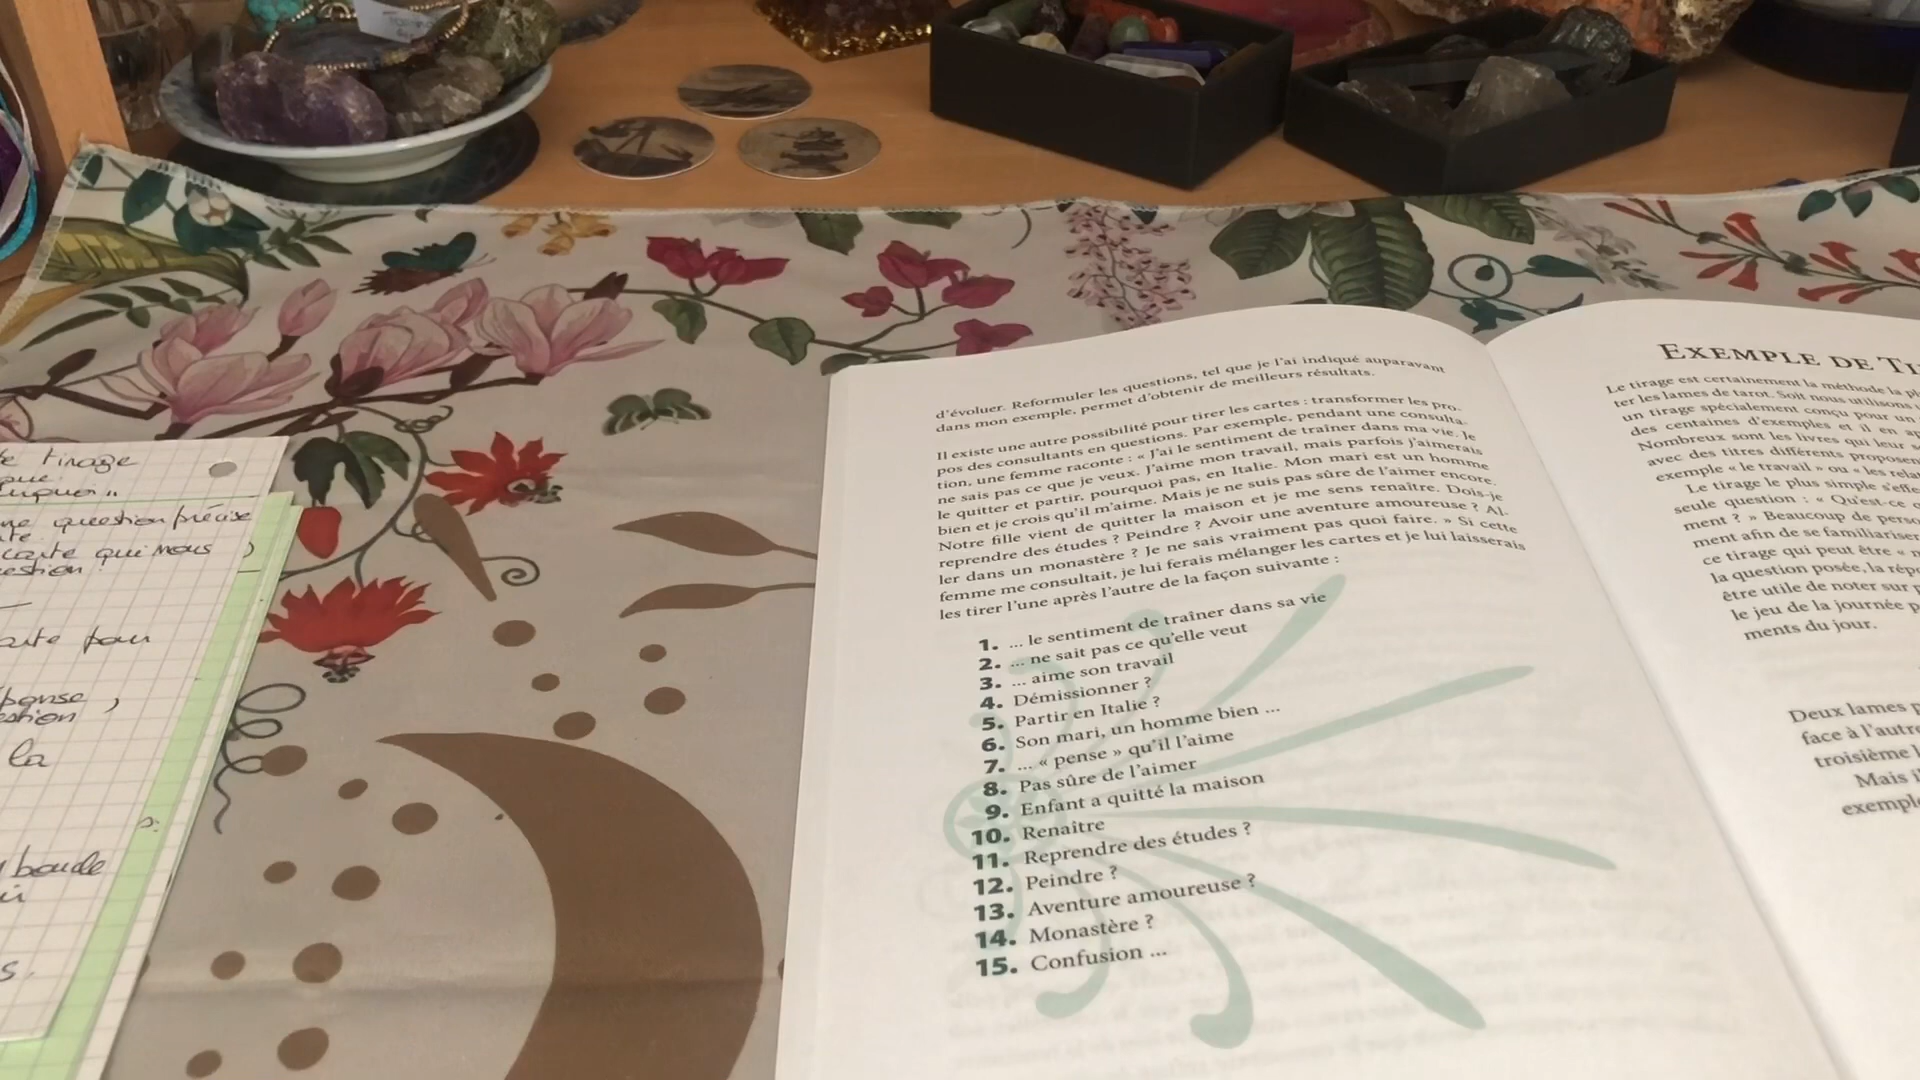 te tirage
question précise
carte qui nous
estion.
carte pour
ponse,
estion
la
boucle
s.
d'évoluer. Reformuler les questions, tel que je l'ai indiqué auparavant
dans mon exemple, permet d'obtenir de meilleurs résultats.
Il existe une autre possibilité pour tirer les cartes : transformer les pro-
pos des consultants en questions. Par exemple, pendant une consulta-
tion, une femme raconte : « J'ai le sentiment de traîner dans ma vie. Je
ne sais pas ce que je veux. J'aime mon travail, mais parfois j'aimerais
le quitter et partir, pourquoi pas, en Italie. Mon mari est un homme
bien et je crois qu'il m'aime. Mais je ne suis pas sûre de l'aimer encore.
Notre fille vient de quitter la maison et je me sens renaître. Dois-je
reprendre des études ? Peindre ? Avoir une aventure amoureuse ? Al-
ler dans un monastère ? Je ne sais vraiment pas quoi faire. » Si cette
femme me consultait, je lui ferais mélanger les cartes et je lui laisserais
les tirer l'une après l'autre de la façon suivante :
1. ... le sentiment de traîner dans sa vie
2. ... ne sait pas ce qu'elle veut
3. ... aime son travail
4. Démissionner ?
5. Partir en Italie ?
6. Son mari, un homme bien ...
7. ... « pense » qu'il l'aime
8. Pas sûre de l'aimer
9. Enfant a quitté la maison
10. Renaître
11. Reprendre des études ?
12. Peindre ?
13. Aventure amoureuse ?
14. Monastère ?
15. Confusion ...
EXEMPLE DE
Le tirage est certainement la méthode la
ter les lames de tarot. Soit nous utilisons
un tirage spécialement conçu pour un
des centaines d'exemples et il en
Nombreux sont les livres qui leur
avec des titres différents
exemple « le travail » ou « les
Le tirage le plus simple
seule question : « Qu'est-ce
ment ? » Beaucoup de
ment afin de se
ce tirage qui peut être «
la question posée, la
être utile de noter sur
le jeu de la journée
ments du jour.
Deux lames
face à l'autre
troisième
Mais